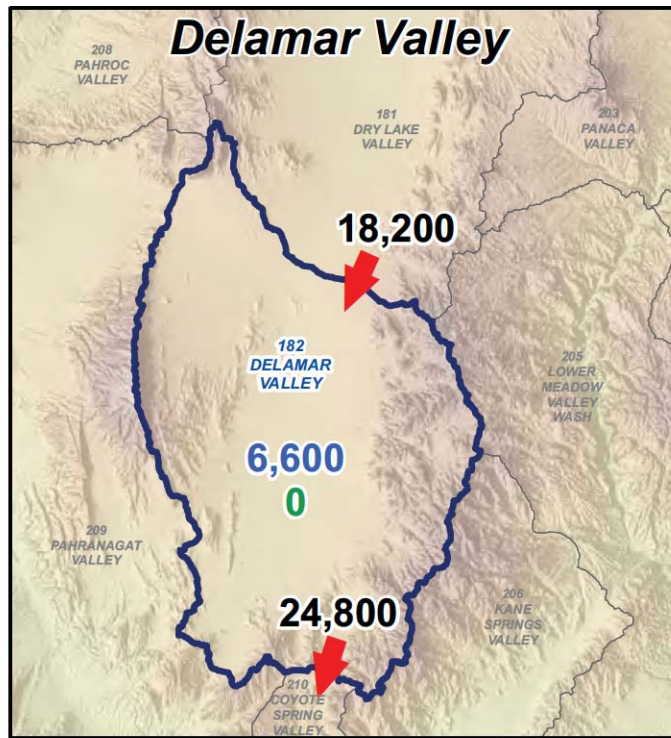 Delamar Valley
208
PAHROC
VALLEY
181
DRY LAKE
VALLEY
203
PANACA
VALLEY
18,200
182
DELAMAR
VALLEY
205
LOWER
MEADOW
VALLEY
WASH
6,600
0
209
PAHRANAGAT
VALLEY
24,800
206
KANE
SPRINGS
VALLEY
210
COYOTE
SPRING
VALLEY